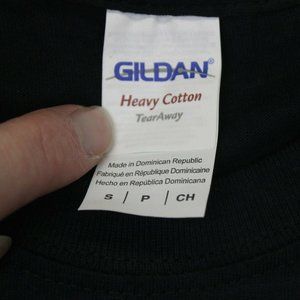 GILDAN®
Heavy Cotton
TearAway
Made in Dominican Republic
Fabriqué en République Dominicaine
Hecho en República Dominicana
S / P / CH